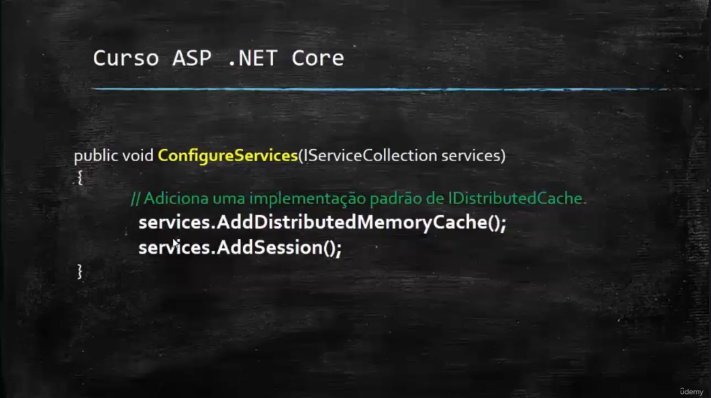 Curso ASP .NET Core
public void ConfigureServices(IServiceCollection services)
{
// Adiciona uma implementação padrão de IDistributedCache.
services.AddDistributedMemoryCache();
services.AddSession();
}
ûdemy